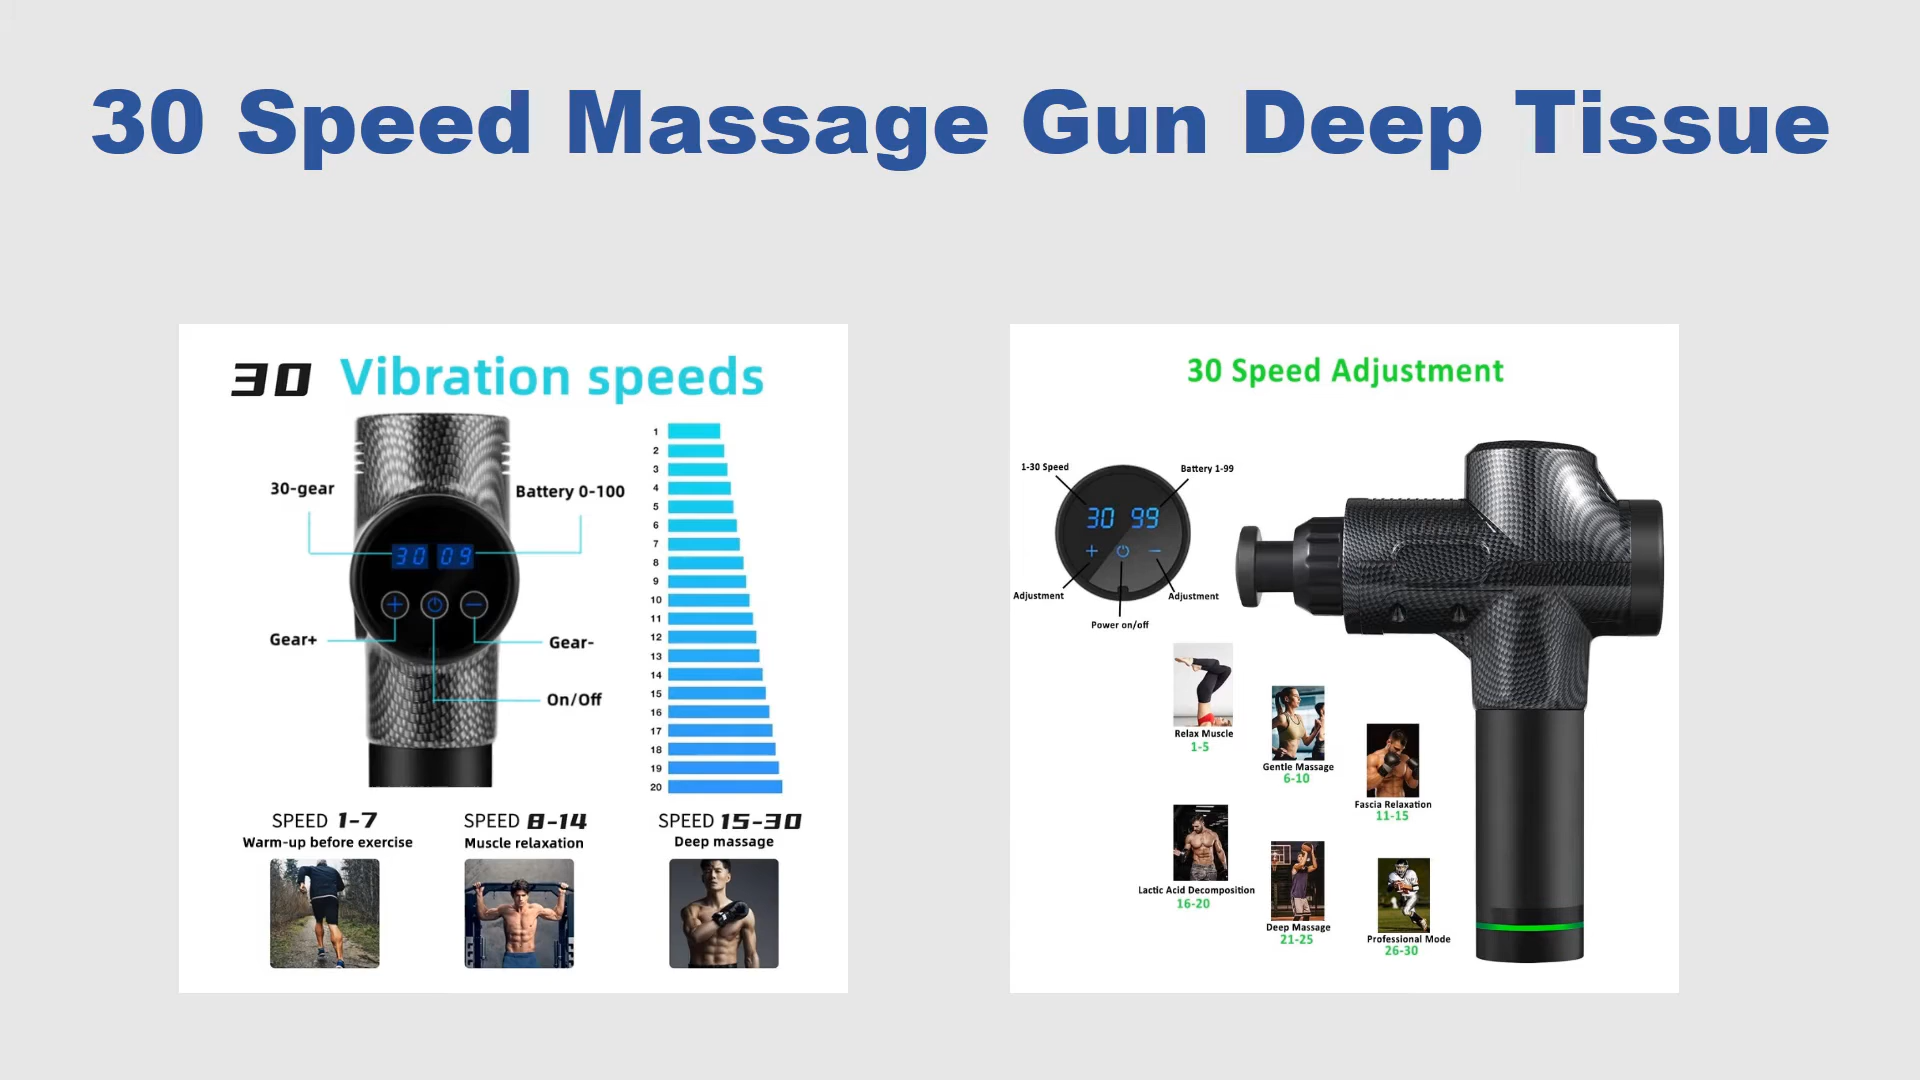 30 Speed Massage Gun Deep Tissue
30 Vibration speeds
30-gear
Battery 0-100
30 09
Gear+
Gear-
On/Off
1
2
3
4
5
6
7
8
9
10
11
12
13
14
15
16
17
18
19
20
SPEED 1-7
Warm-up before exercise
SPEED 8-14
Muscle relaxation
SPEED 15-30
Deep massage
30 Speed Adjustment
1-30 Speed
Battery 1-99
30 99
Adjustment
Adjustment
Power on/off
Relax Muscle
1-5
Gentle Massage
6-10
Fascia Relaxation
11-15
Lactic Acid Decomposition
16-20
Deep Massage
21-25
Professional Mode
26-30